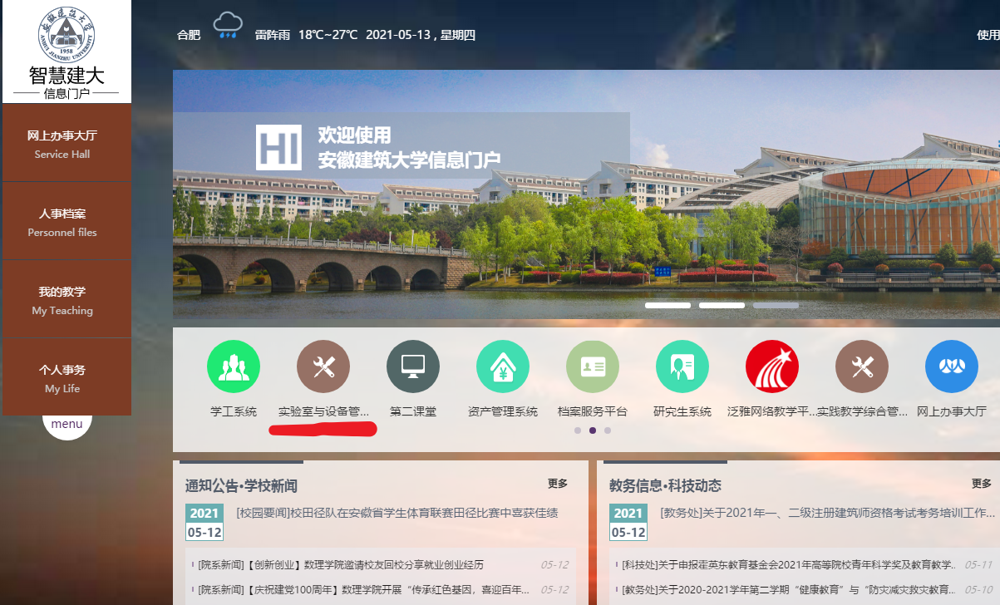 安徽建筑大学
ANHUI JIANZHU UNIVERSITY
1958
智慧建大
信息门户
网上办事大厅
Service Hall
人事档案
Personnel files
我的教学
My Teaching
个人事务
My Life
menu
合肥 雷阵雨 18℃~27℃ 2021-05-13 , 星期四
使用
HI
欢迎使用
安徽建筑大学信息门户
学工系统 实验室与设备管... 第二课堂 资产管理系统 档案服务平台 研究生系统 泛雅网络教学平... 实践教学综合管... 网上办事大厅
通知公告•学校新闻 更多
2021
05-12
[校园要闻]校田径队在安徽省学生体育联赛田径比赛中喜获佳绩
[院系新闻]【创新创业】数理学院邀请校友回校分享就业创业经历 05-12
[院系新闻]【庆祝建党100周年】数理学院开展“传承红色基因，喜迎百年... 05-12
教务信息•科技动态 更多
2021
05-12
[教务处]关于2021年一、二级注册建筑师资格考试考务培训工作...
[科技处]关于申报霍英东教育基金会2021年高等院校青年科学奖及教育教学... 05-11
[教务处]关于2020-2021学年第二学期“健康教育”与“防灾减灾救灾教育... 05-10